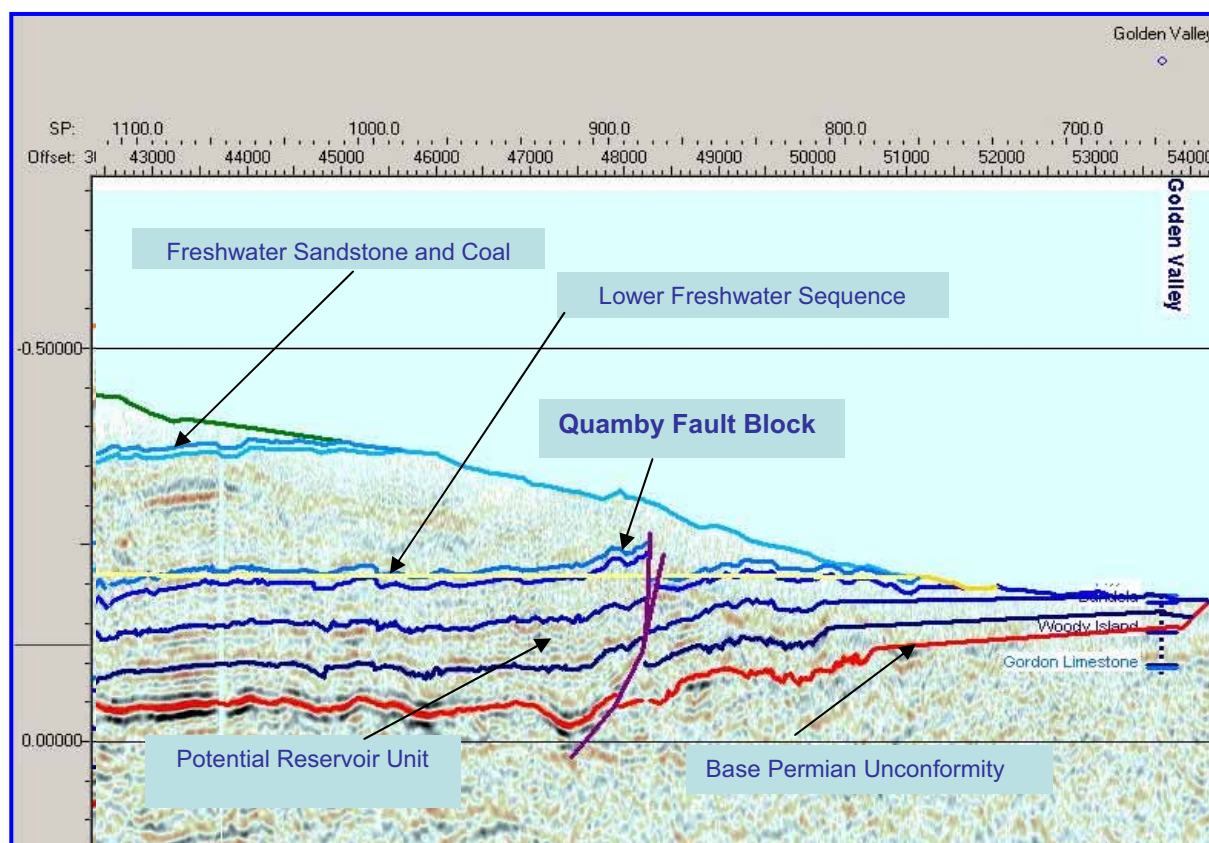 Golden Valley
SP: 1100.0 1000.0 900.0 800.0 700.0
Offset: 43000 44000 45000 46000 47000 48000 49000 50000 51000 52000 53000 54000
Golden Valley
Freshwater Sandstone and Coal
Lower Freshwater Sequence
-0.50000
Quamby Fault Block
Woody Island
Gordon Limestone
0.00000
Potential Reservoir Unit
Base Permian Unconformity